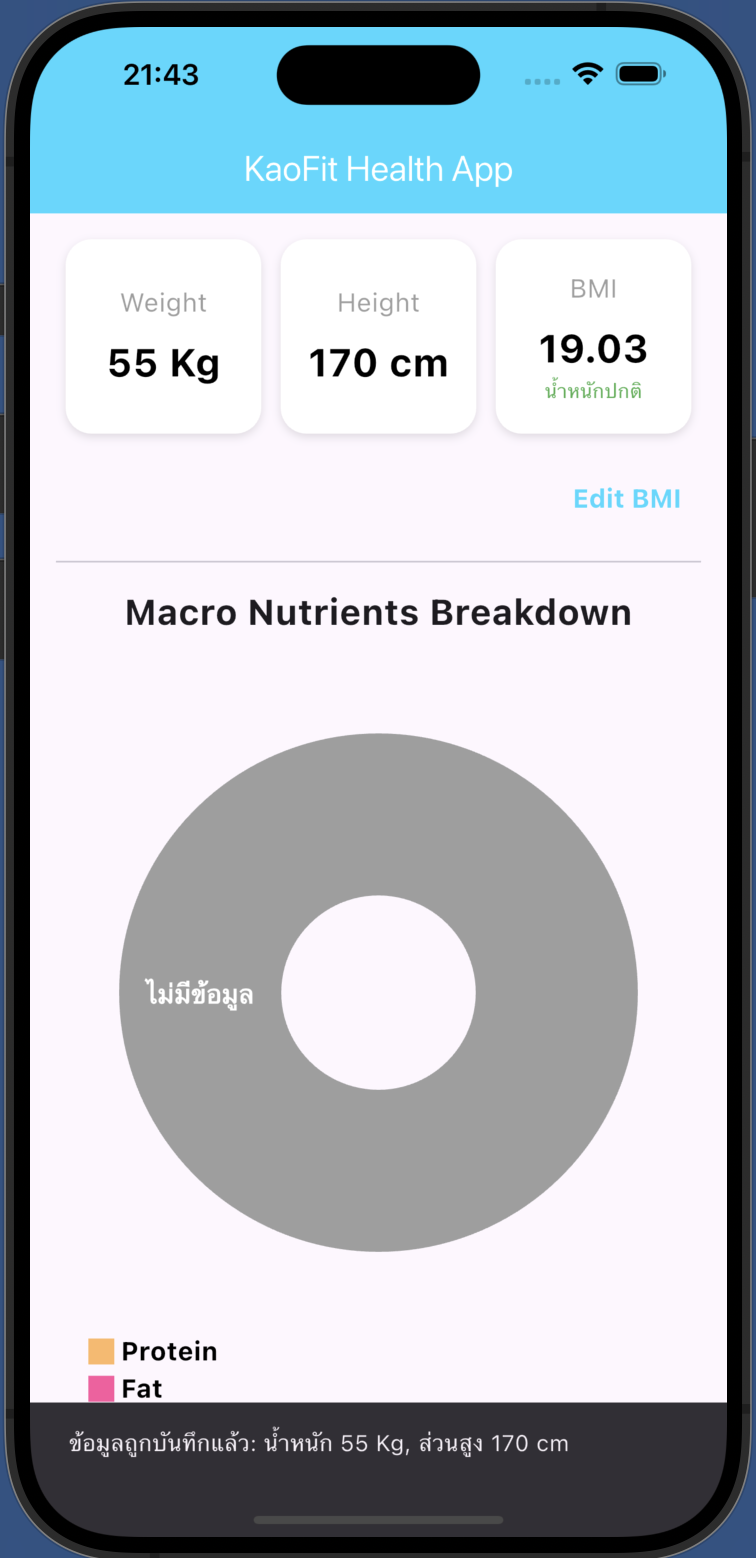 21:43
KaoFit Health App
Weight
55 Kg
Height
170 cm
BMI
19.03
น้ำหนักปกติ
Edit BMI
Macro Nutrients Breakdown
ไม่มีข้อมูล
Protein
Fat
ข้อมูลถูกบันทึกแล้ว: น้ำหนัก 55 Kg, ส่วนสูง 170 cm